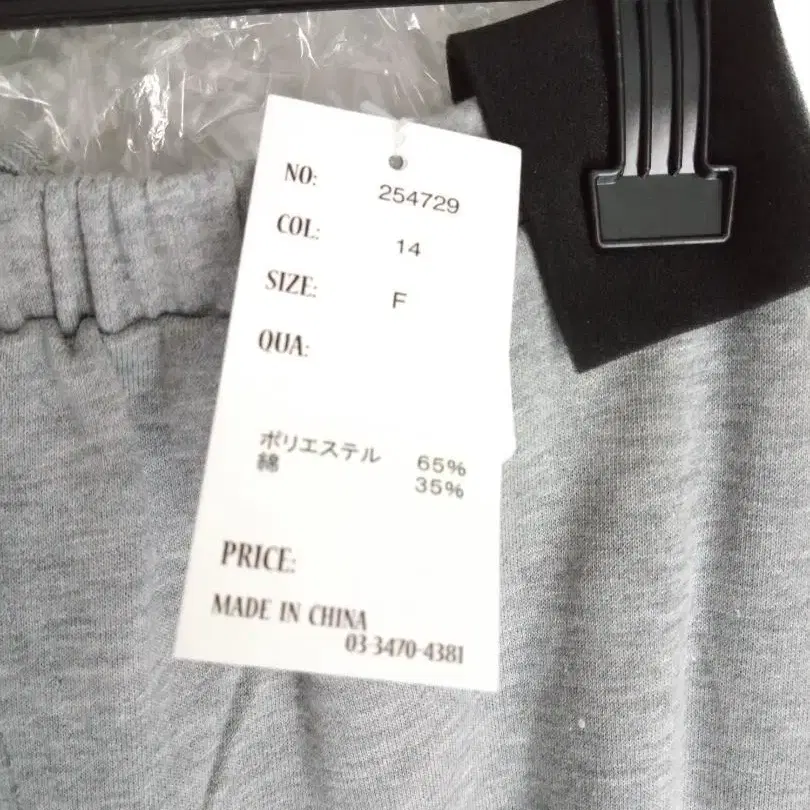 NO: 254729
COL: 14
SIZE: F
QUA:
ポリエステル 65%
綿 35%
PRICE:
MADE IN CHINA
03-3470-4381